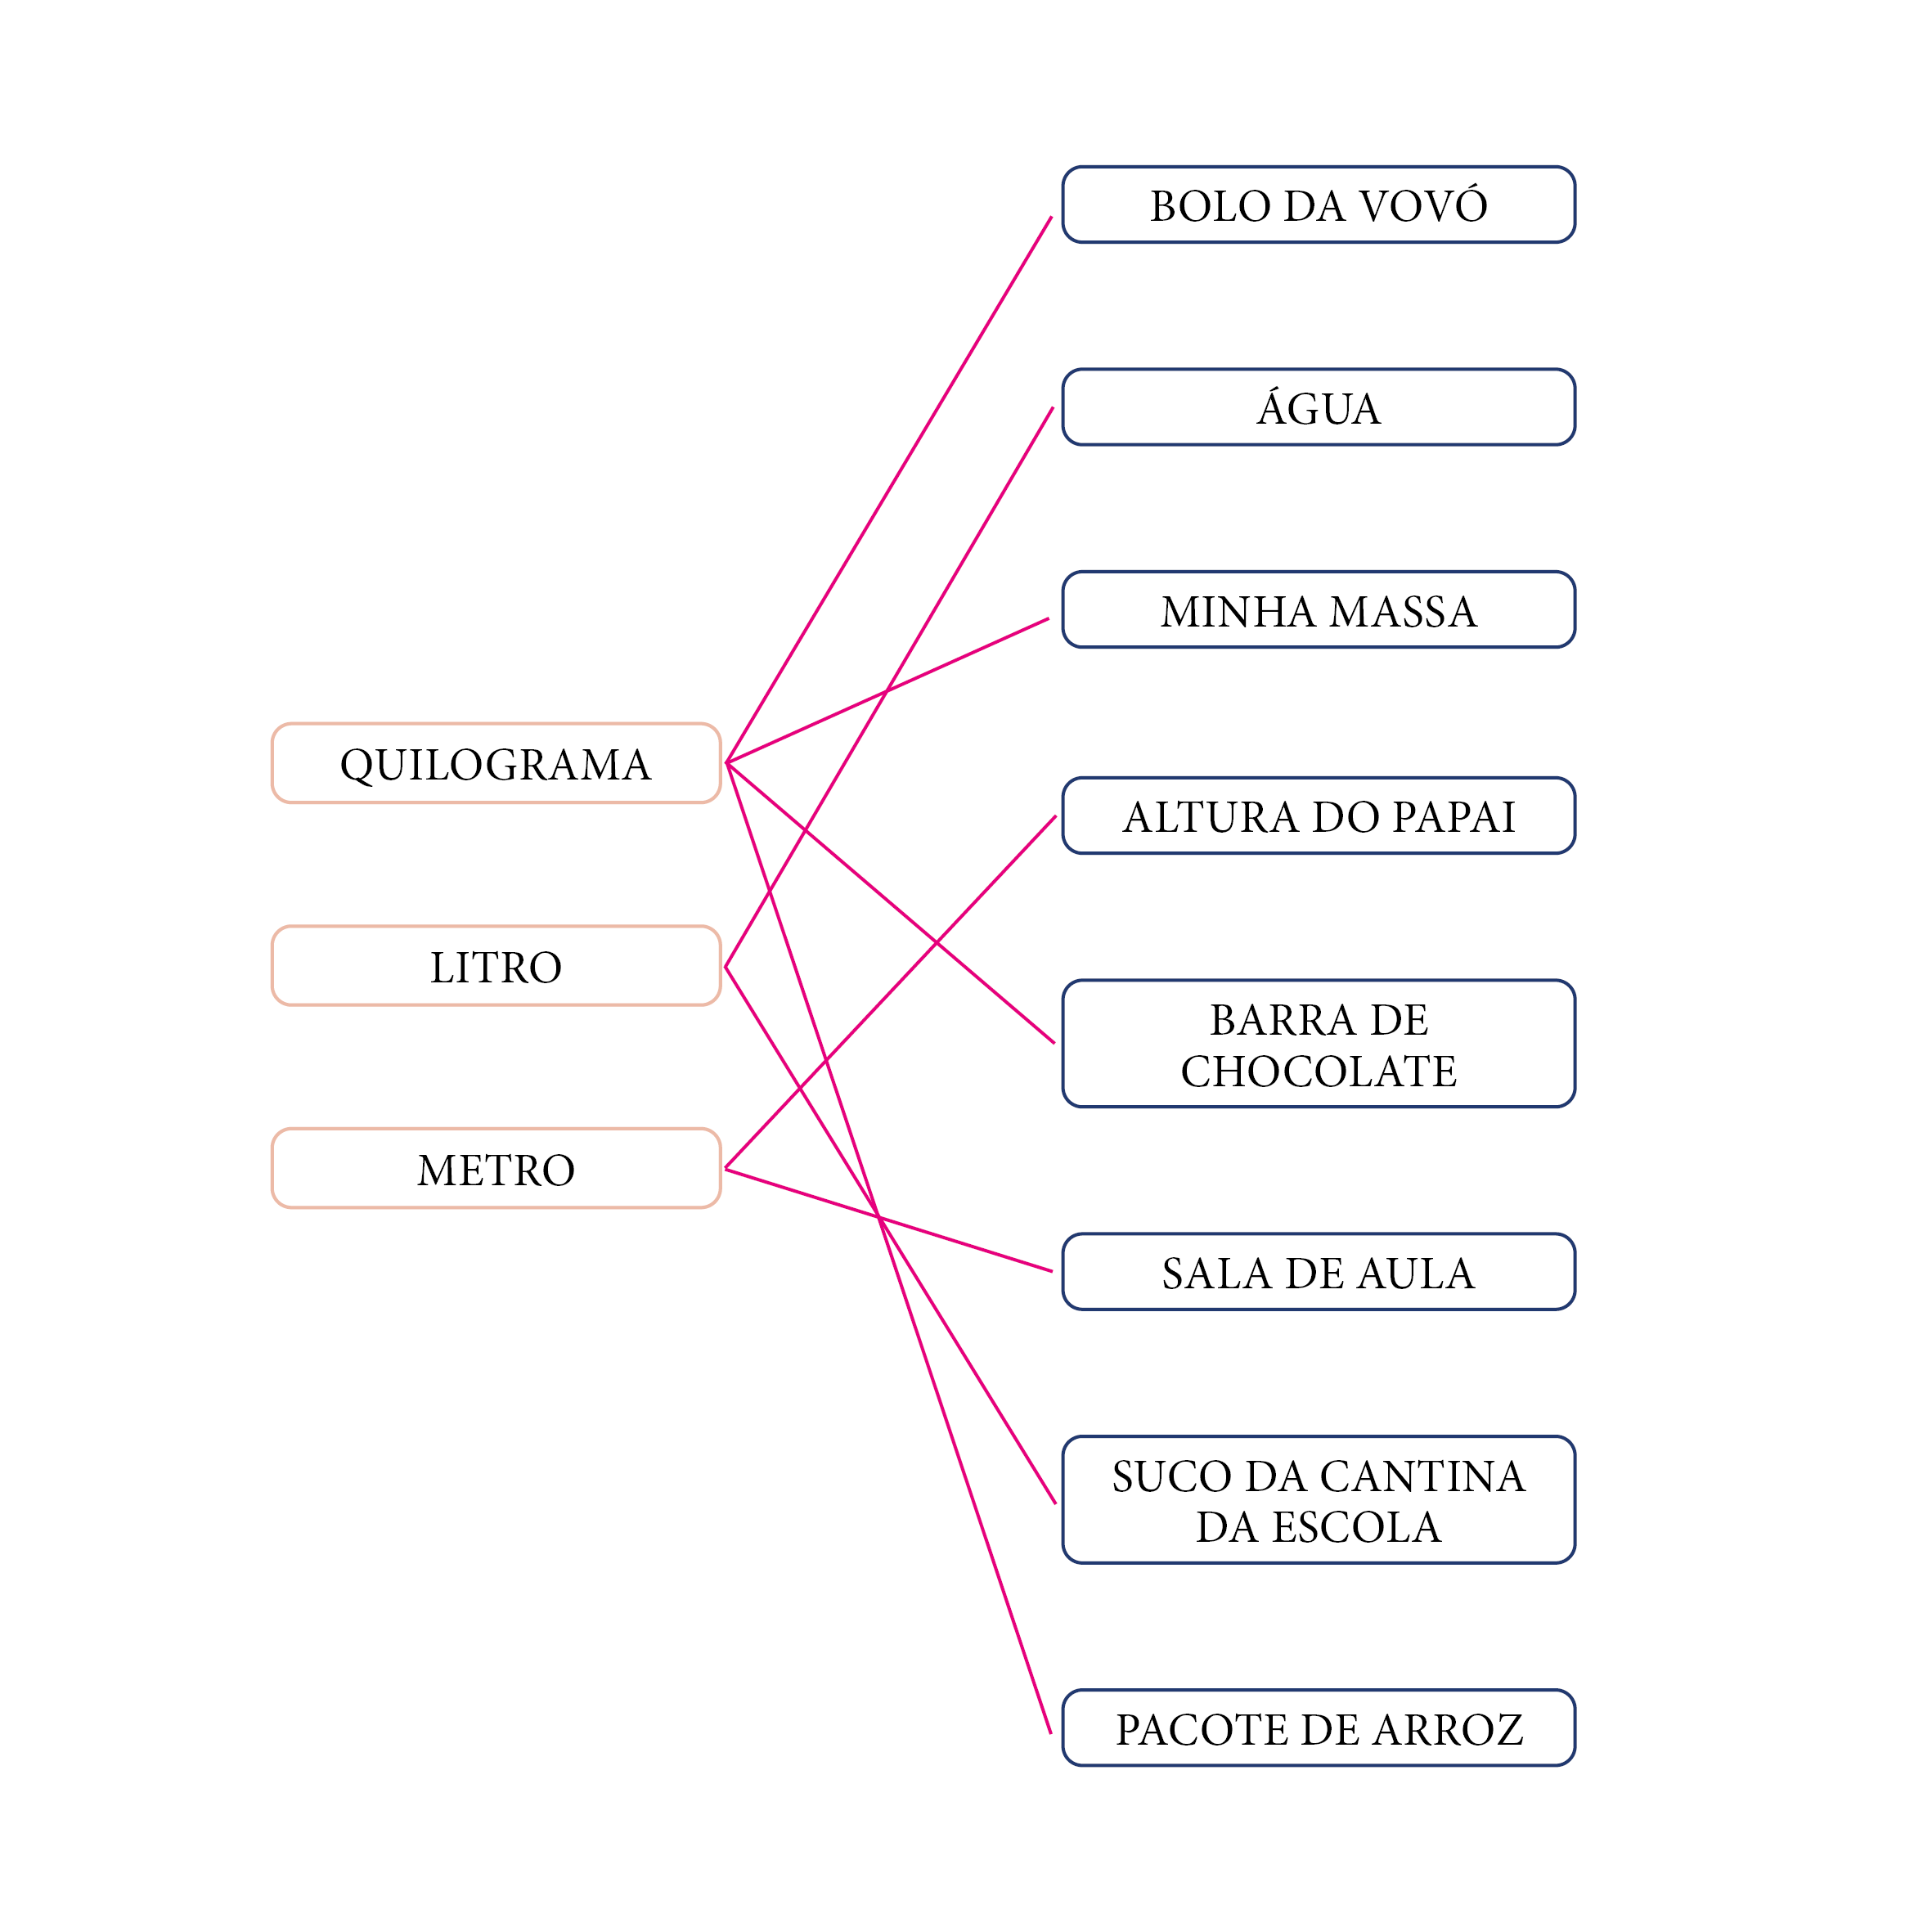 QUILOGRAMA
LITRO
METRO
BOLO DA VOVÓ
ÁGUA
MINHA MASSA
ALTURA DO PAPAI
BARRA DE
CHOCOLATE
SALA DE AULA
SUCO DA CANTINA
DA ESCOLA
PACOTE DE ARROZ